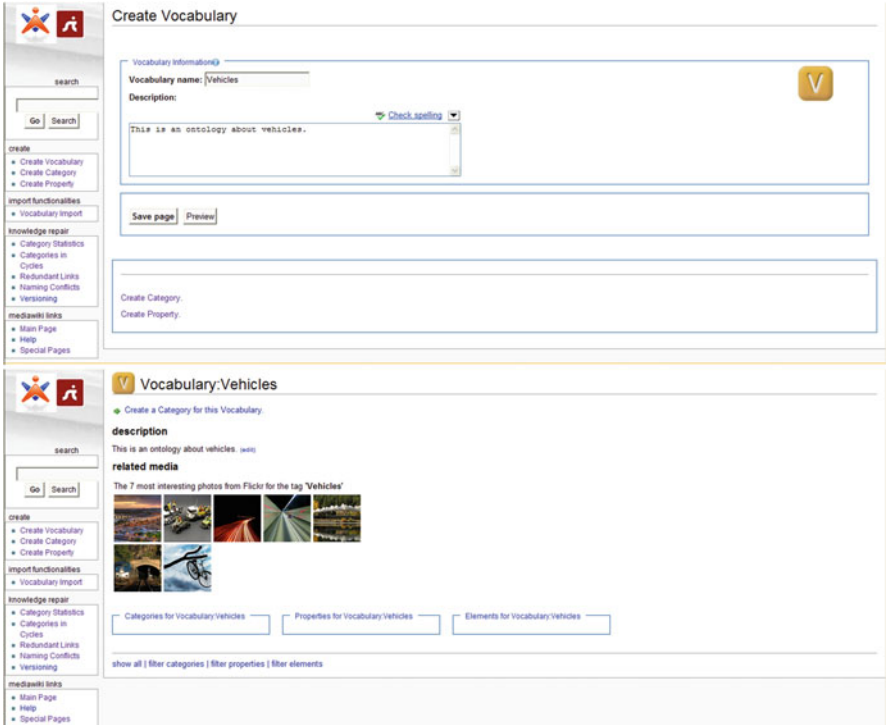 Create Vocabulary
search
Go Search
create
Create Vocabulary
Create Category
Create Property
import functionalities
Vocabulary Import
knowledge repair
Category Statistics
Categories in
Cycles
Redundant Links
Naming Conflicts
Versioning
mediawiki links
Main Page
Help
Special Pages
Vocabulary Information
Vocabulary name: Vehicles
Description:
Check spelling
This is an ontology about vehicles.
V
Save page Preview
Create Category.
Create Property.
V Vocabulary:Vehicles
search
Go Search
create
Create Vocabulary
Create Category
Create Property
import functionalities
Vocabulary Import
knowledge repair
Category Statistics
Categories in
Cycles
Redundant Links
Naming Conflicts
Versioning
mediawiki links
Main Page
Help
Special Pages
Create a Category for this Vocabulary.
description
This is an ontology about vehicles. [edit]
related media
The 7 most interesting photos from Flickr for the tag 'Vehicles'
Categories for Vocabulary:Vehicles Properties for Vocabulary:Vehicles Elements for Vocabulary:Vehicles
show all | filter categories | filter properties | filter elements